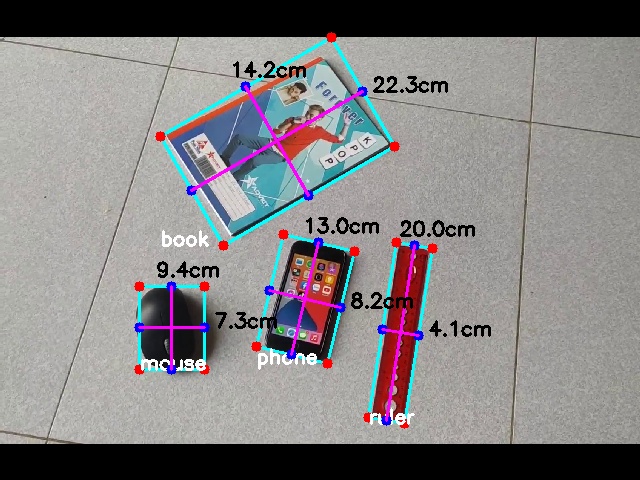 14.2cm
22.3cm
Forever
K
P
O
P
book
13.0cm
20.0cm
9.4cm
8.2cm
7.3cm
4.1cm
mouse
phone
ruler